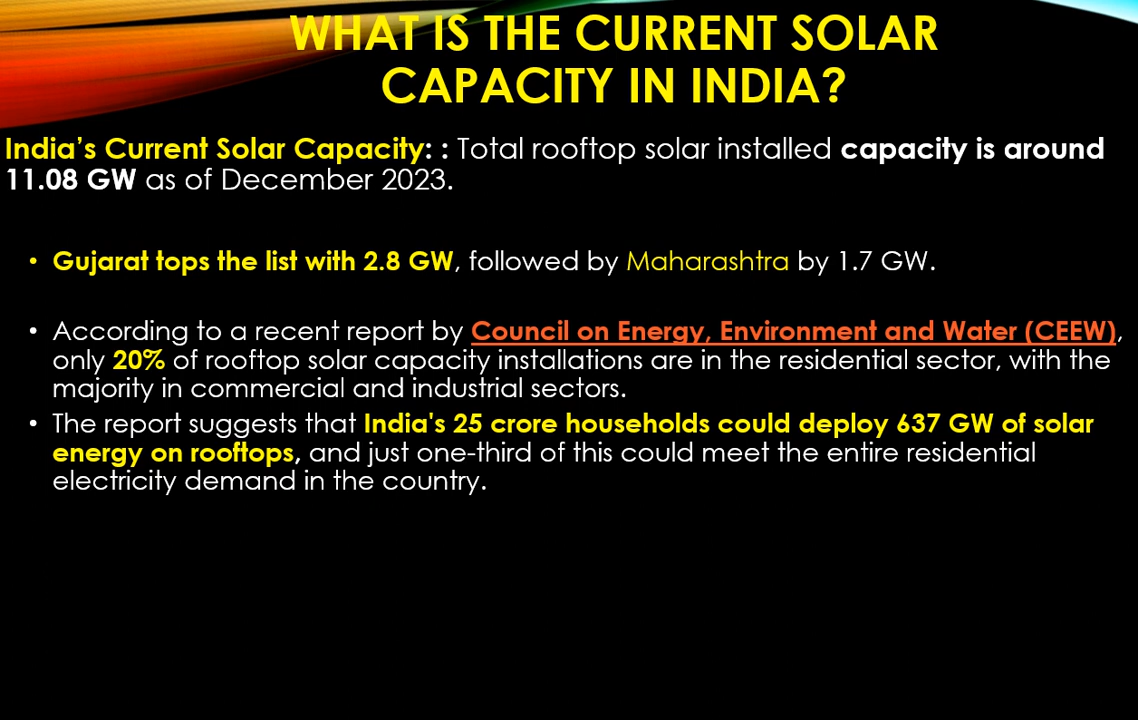 WHAT IS THE CURRENT SOLAR
CAPACITY IN INDIA?
India's Current Solar Capacity: : Total rooftop solar installed capacity is around
11.08 GW as of December 2023.
• Gujarat tops the list with 2.8 GW, followed by Maharashtra by 1.7 GW.
• According to a recent report by Council on Energy, Environment and Water (CEEW),
only 20% of rooftop solar capacity installations are in the residential sector, with the
majority in commercial and industrial sectors.
• The report suggests that India's 25 crore households could deploy 637 GW of solar
energy on rooftops, and just one-third of this could meet the entire residential
electricity demand in the country.